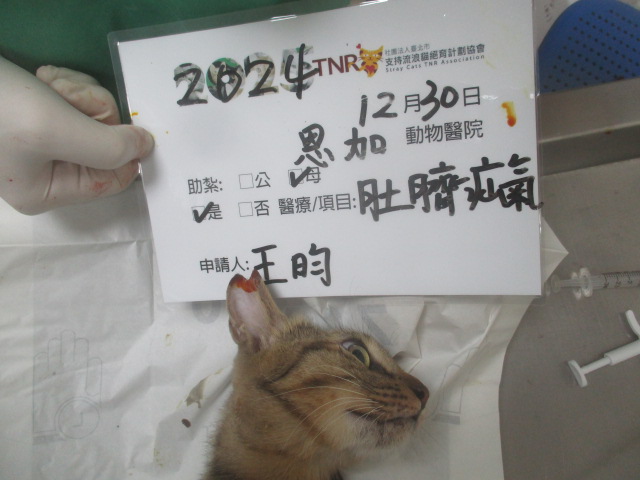 2024 TNR 社團法人臺北市
支持流浪貓絕育計劃協會
Stray Cats TNR Association
12月30日
恩加 動物醫院
助紮: □公 ☑母
☑是 □否 醫療/項目: 肚臍疝氣
申請人: 王昀